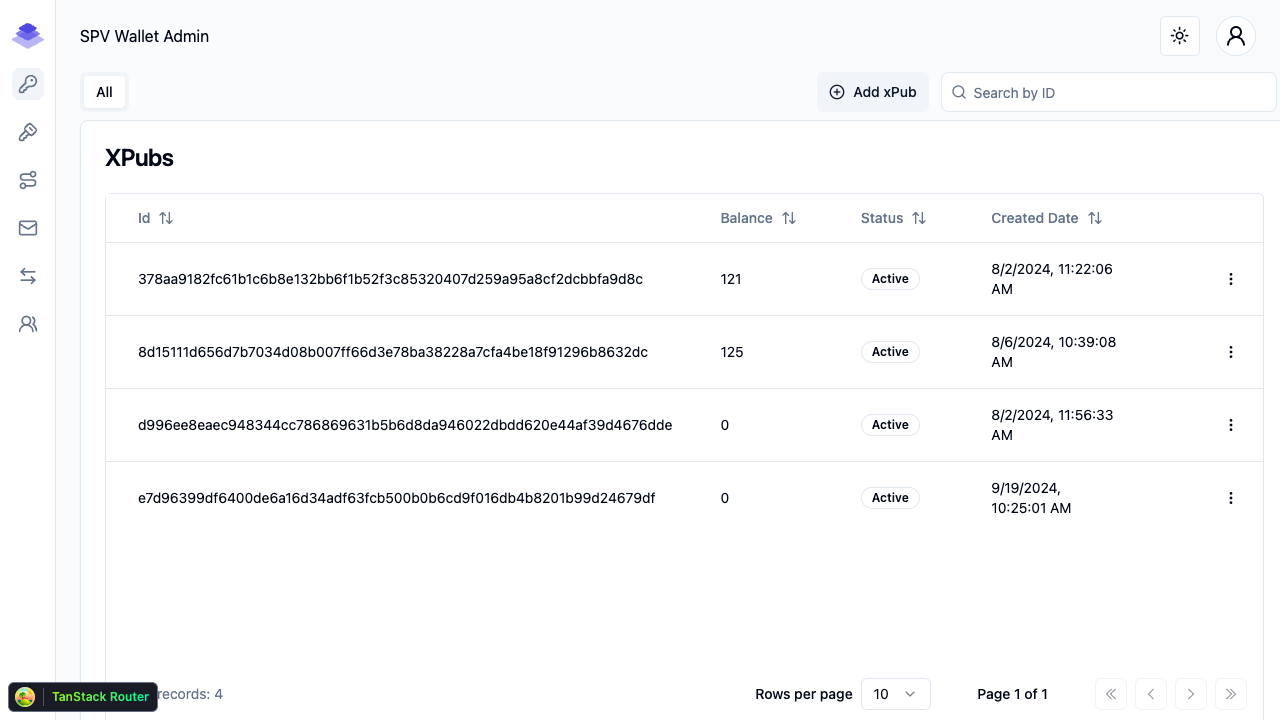 SPV Wallet Admin
All
Add xPub
Search by ID
XPubs
Id Balance Status Created Date
378aa9182fc61b1c6b8e132bb6f1b52f3c85320407d259a95a8cf2dcbbfa9d8c 121 Active 8/2/2024, 11:22:06 AM
8d15111d656d7b7034d08b007ff66d3e78ba38228a7cfa4be18f91296b8632dc 125 Active 8/6/2024, 10:39:08 AM
d996ee8eaec948344cc786869631b5b6d8da946022dbdd620e44af39d4676dde 0 Active 8/2/2024, 11:56:33 AM
e7d96399df6400de6a16d34adf63fcb500b0b6cd9f016db4b8201b99d24679df 0 Active 9/19/2024, 10:25:01 AM
TanStack Router
records: 4
Rows per page 10 Page 1 of 1